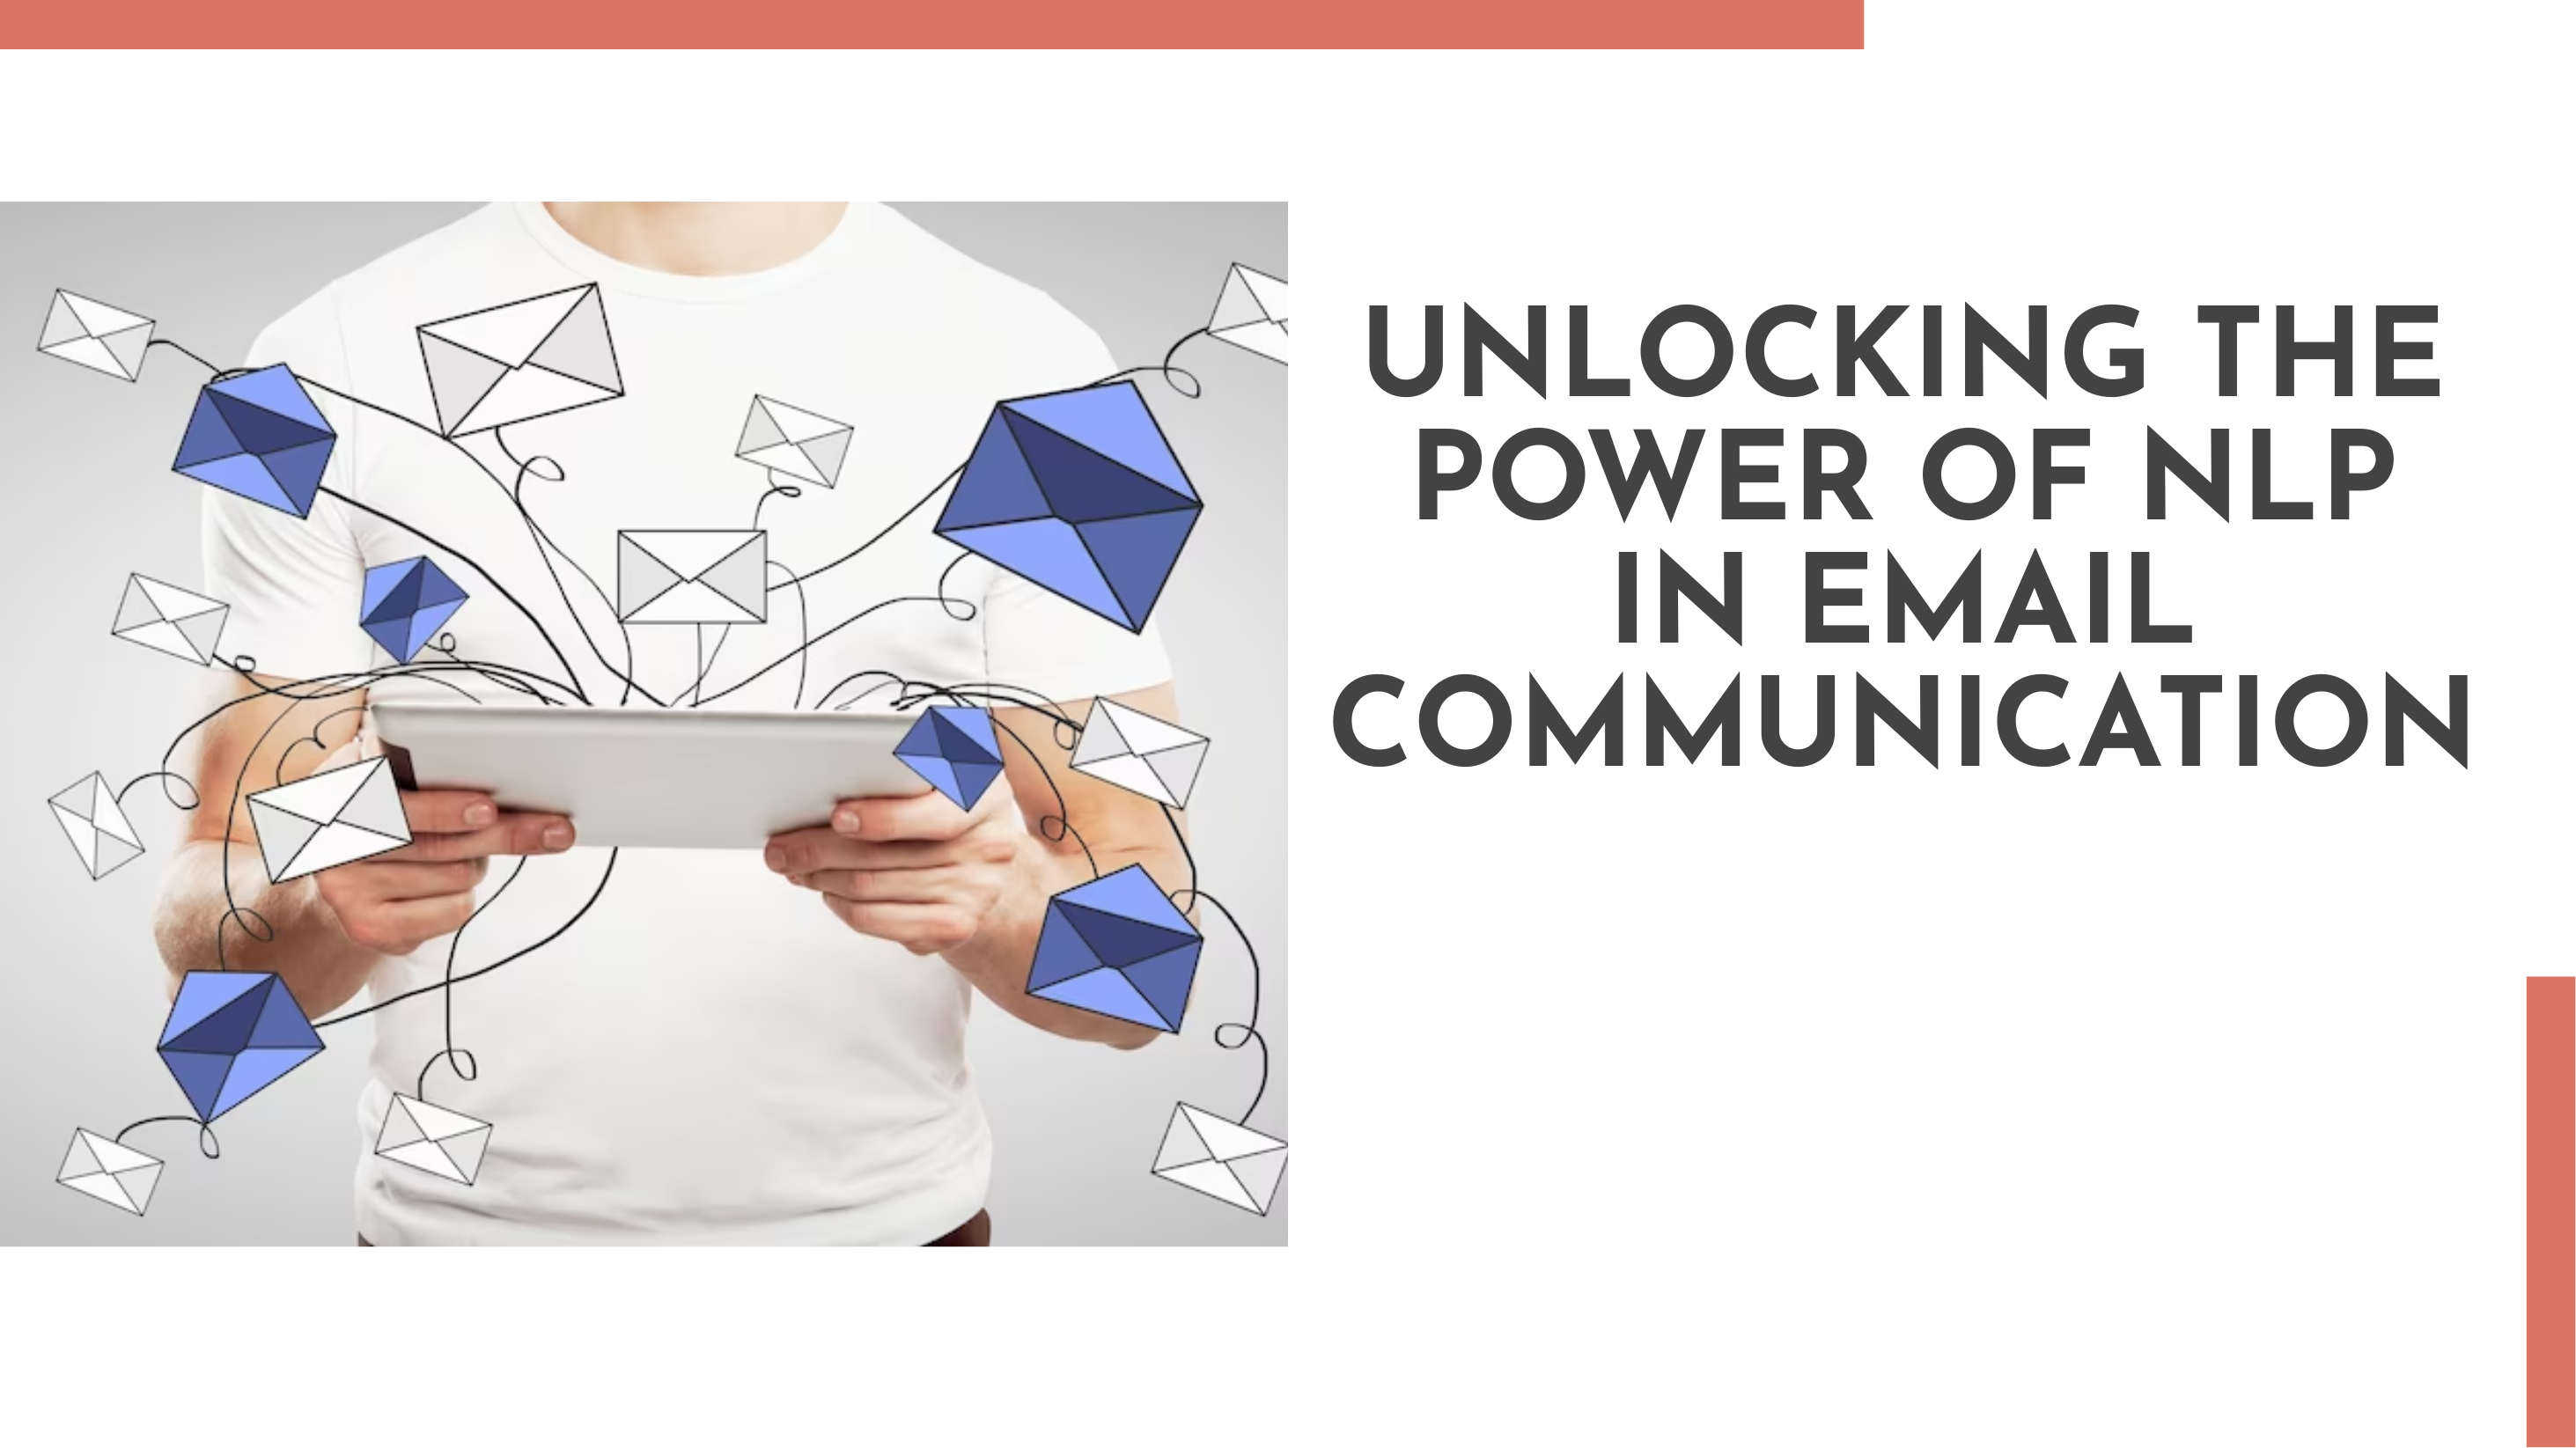 UNLOCKING THE
POWER OF NLP
IN EMAIL
COMMUNICATION